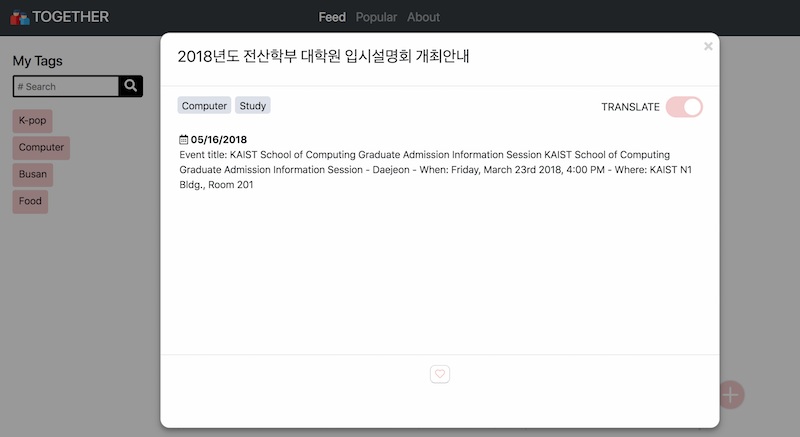 TOGETHER
Feed Popular About
My Tags
# Search
K-pop
Computer
Busan
Food
2018년도 전산학부 대학원 입시설명회 개최안내
×
Computer Study
TRANSLATE
05/16/2018
Event title: KAIST School of Computing Graduate Admission Information Session KAIST School of Computing
Graduate Admission Information Session - Daejeon - When: Friday, March 23rd 2018, 4:00 PM - Where: KAIST N1
Bldg., Room 201